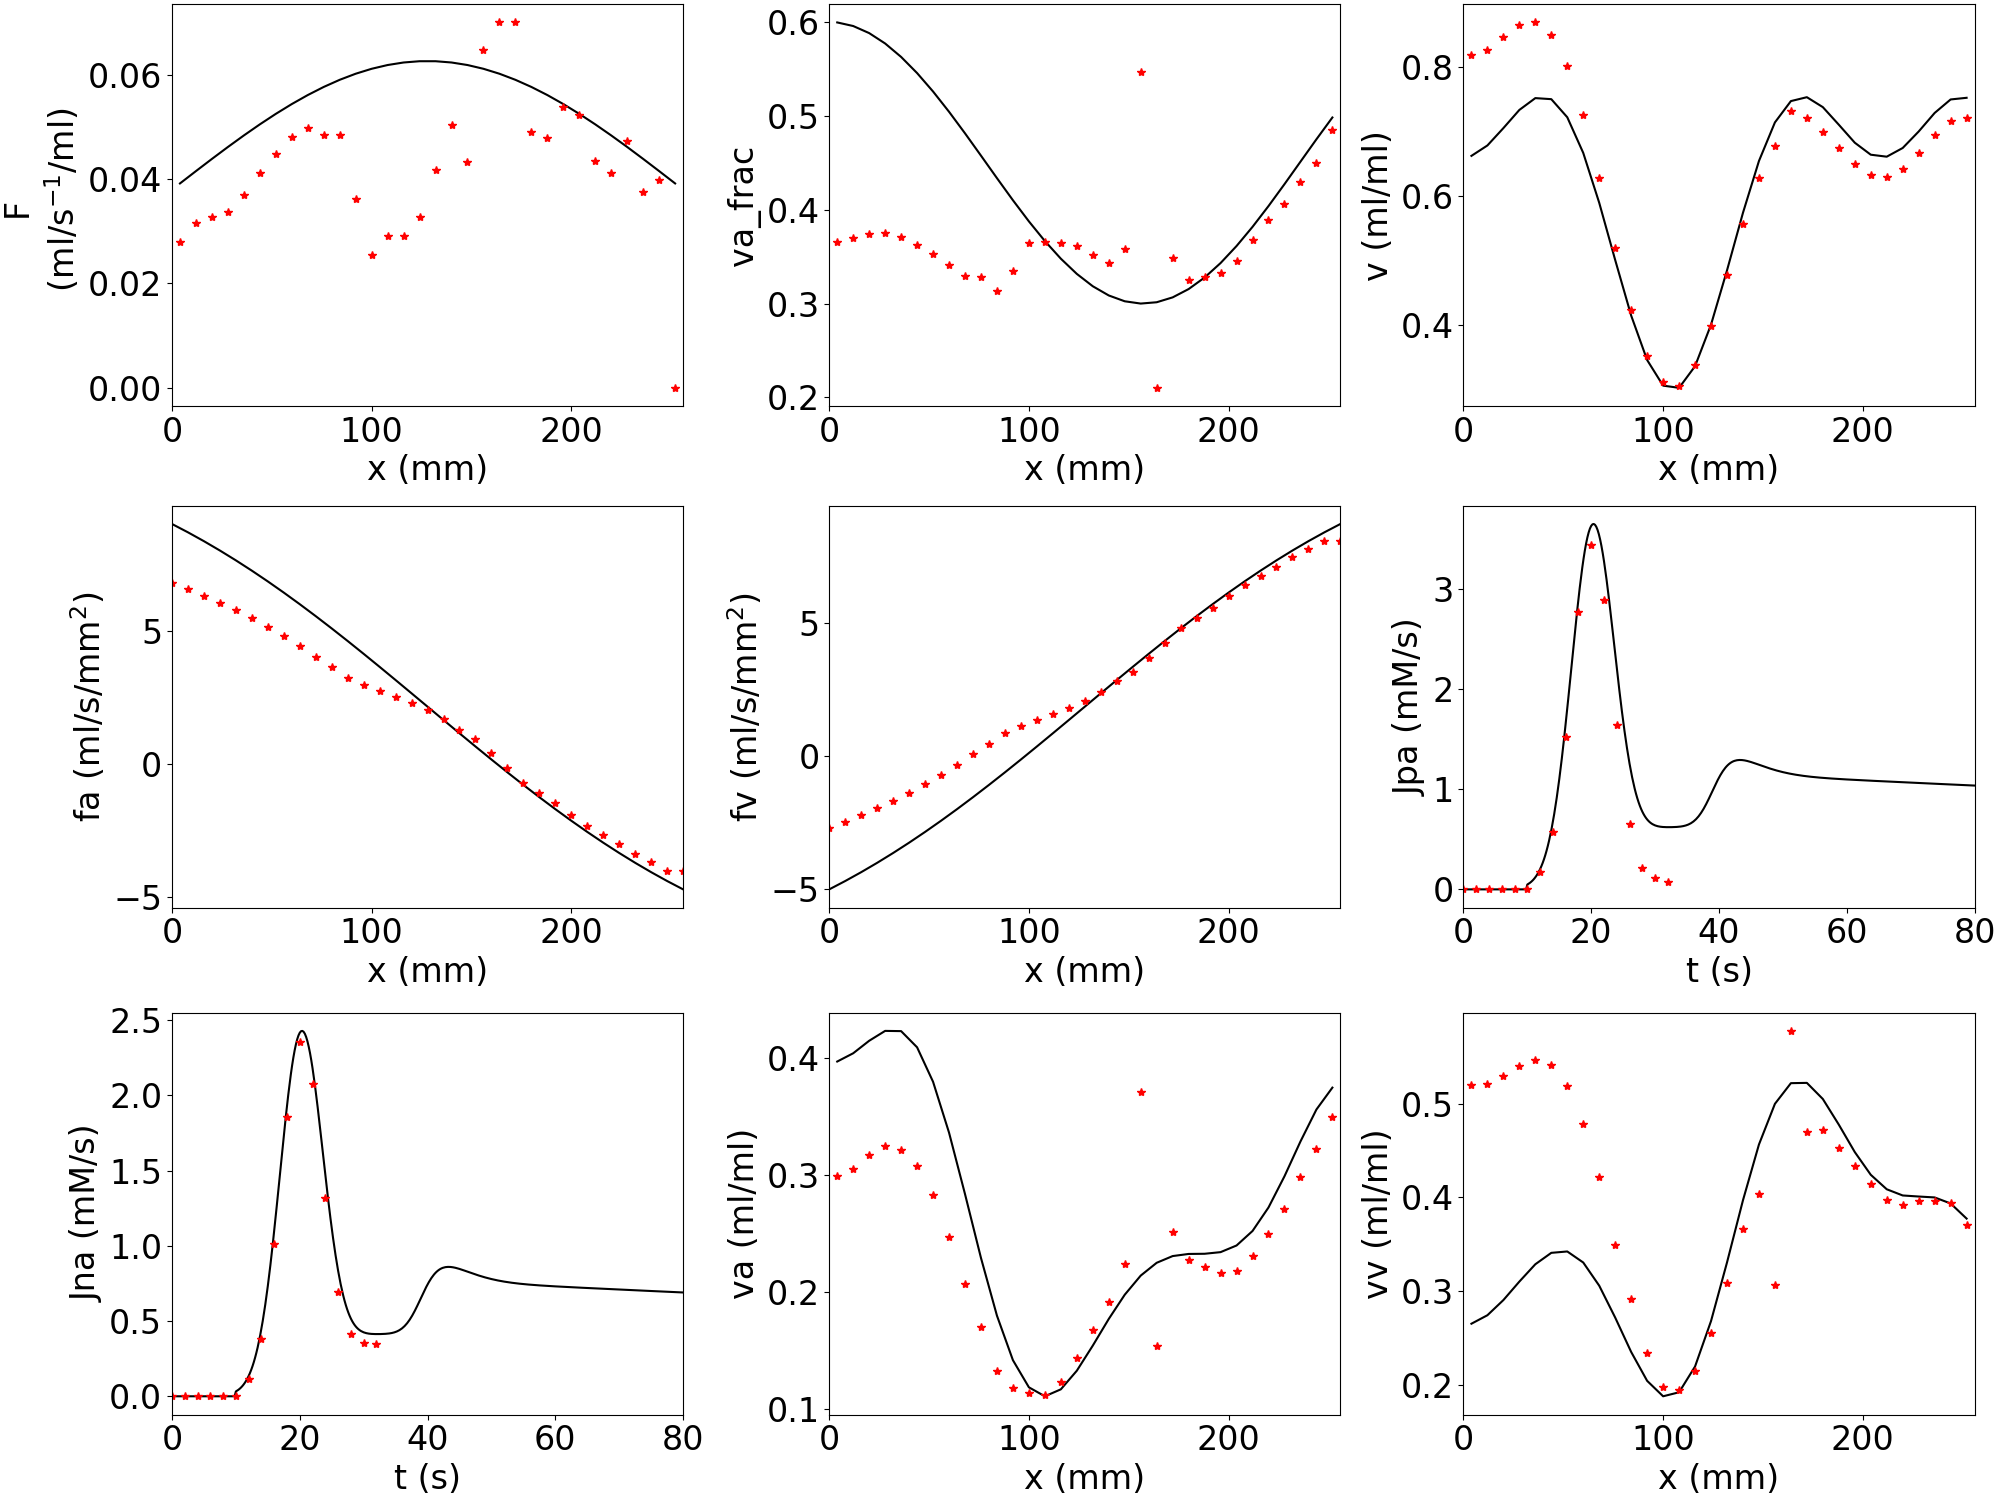 F
(ml/s⁻¹/ml)
0.06
0.04
0.02
0.00
0 100 200
x (mm)
va_frac
0.6
0.5
0.4
0.3
0.2
0 100 200
x (mm)
v (ml/ml)
0.8
0.6
0.4
0 100 200
x (mm)
fa (ml/s/mm²)
5
0
−5
0 100 200
x (mm)
fv (ml/s/mm²)
5
0
−5
0 100 200
x (mm)
Jpa (mM/s)
3
2
1
0
0 20 40 60 80
t (s)
Jna (mM/s)
2.5
2.0
1.5
1.0
0.5
0.0
0 20 40 60 80
t (s)
va (ml/ml)
0.4
0.3
0.2
0.1
0 100 200
x (mm)
vv (ml/ml)
0.5
0.4
0.3
0.2
0 100 200
x (mm)